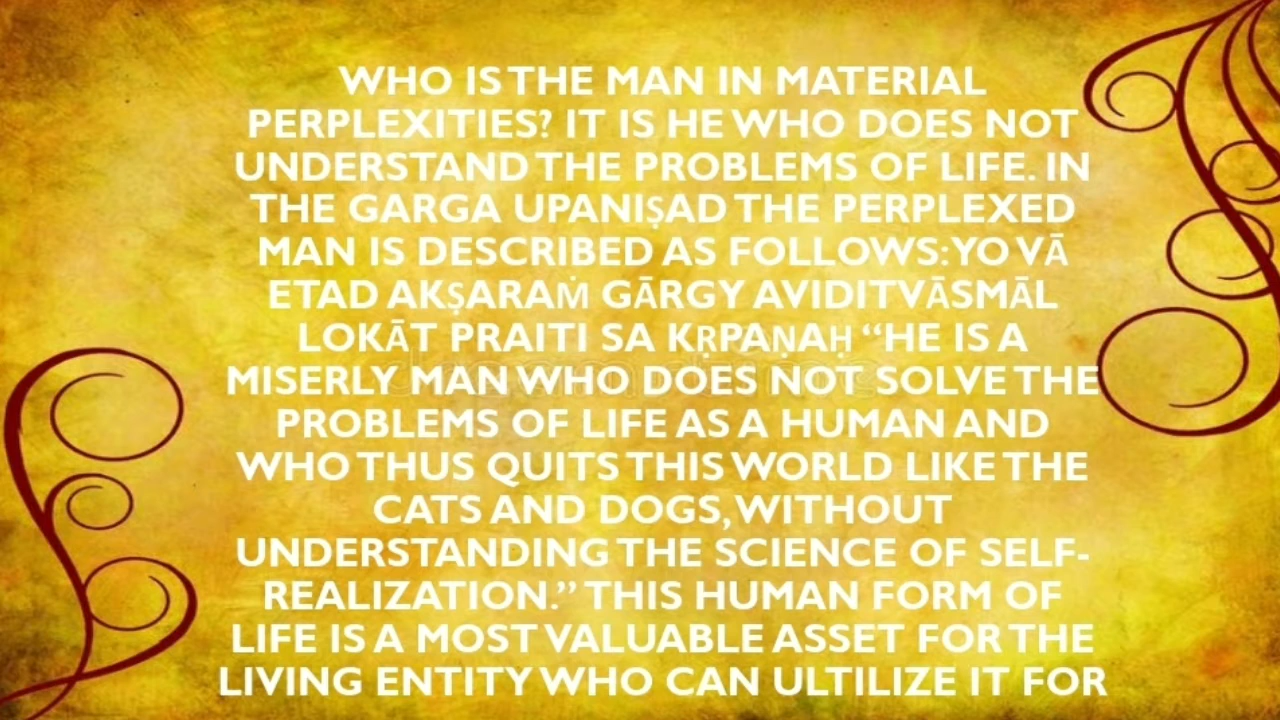 WHO IS THE MAN IN MATERIAL
PERPLEXITIES? IT IS HE WHO DOES NOT
UNDERSTAND THE PROBLEMS OF LIFE. IN
THE GARGA UPANIṢAD THE PERPLEXED
MAN IS DESCRIBED AS FOLLOWS: YO VĀ
ETAD AKṢARAṀ GĀRGY AVIDITVĀSMĀL
LOKĀT PRAITI SA KṚPAṆAḤ “HE IS A
MISERLY MAN WHO DOES NOT SOLVE THE
PROBLEMS OF LIFE AS A HUMAN AND
WHO THUS QUITS THIS WORLD LIKE THE
CATS AND DOGS, WITHOUT
UNDERSTANDING THE SCIENCE OF SELF-
REALIZATION.” THIS HUMAN FORM OF
LIFE IS A MOST VALUABLE ASSET FOR THE
LIVING ENTITY WHO CAN ULTILIZE IT FOR